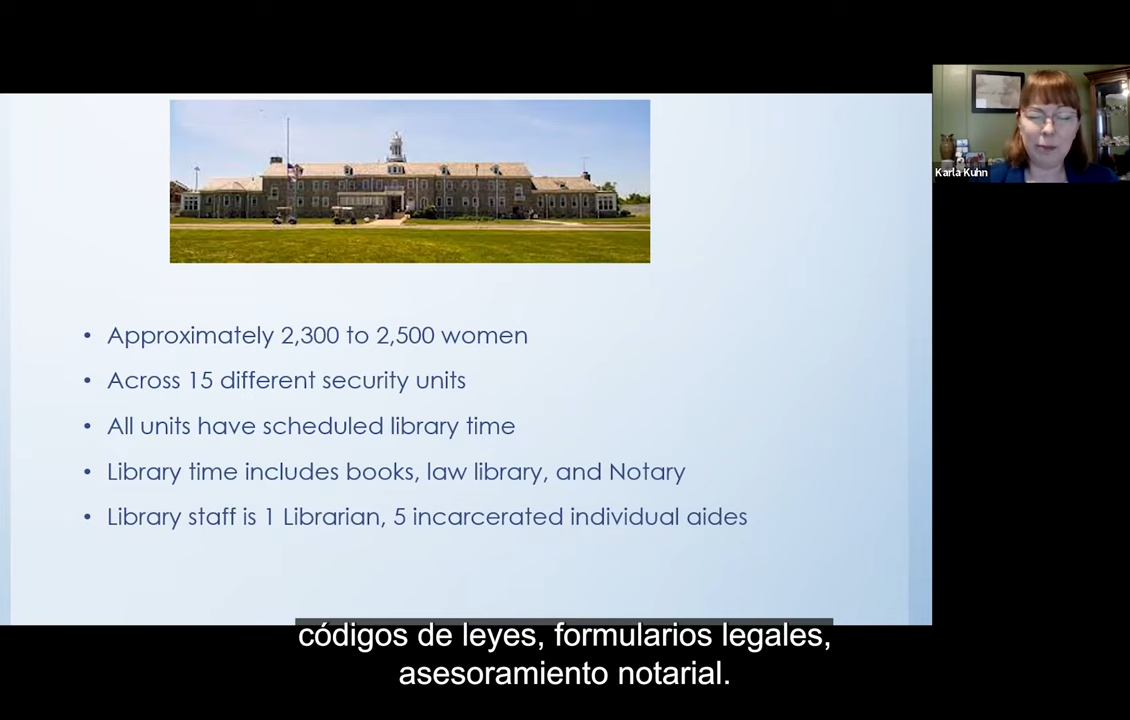 Karla Kuhn
• Approximately 2,300 to 2,500 women
• Across 15 different security units
• All units have scheduled library time
• Library time includes books, law library, and Notary
• Library staff is 1 Librarian, 5 incarcerated individual aides
códigos de leyes, formularios legales,
asesoramiento notarial.